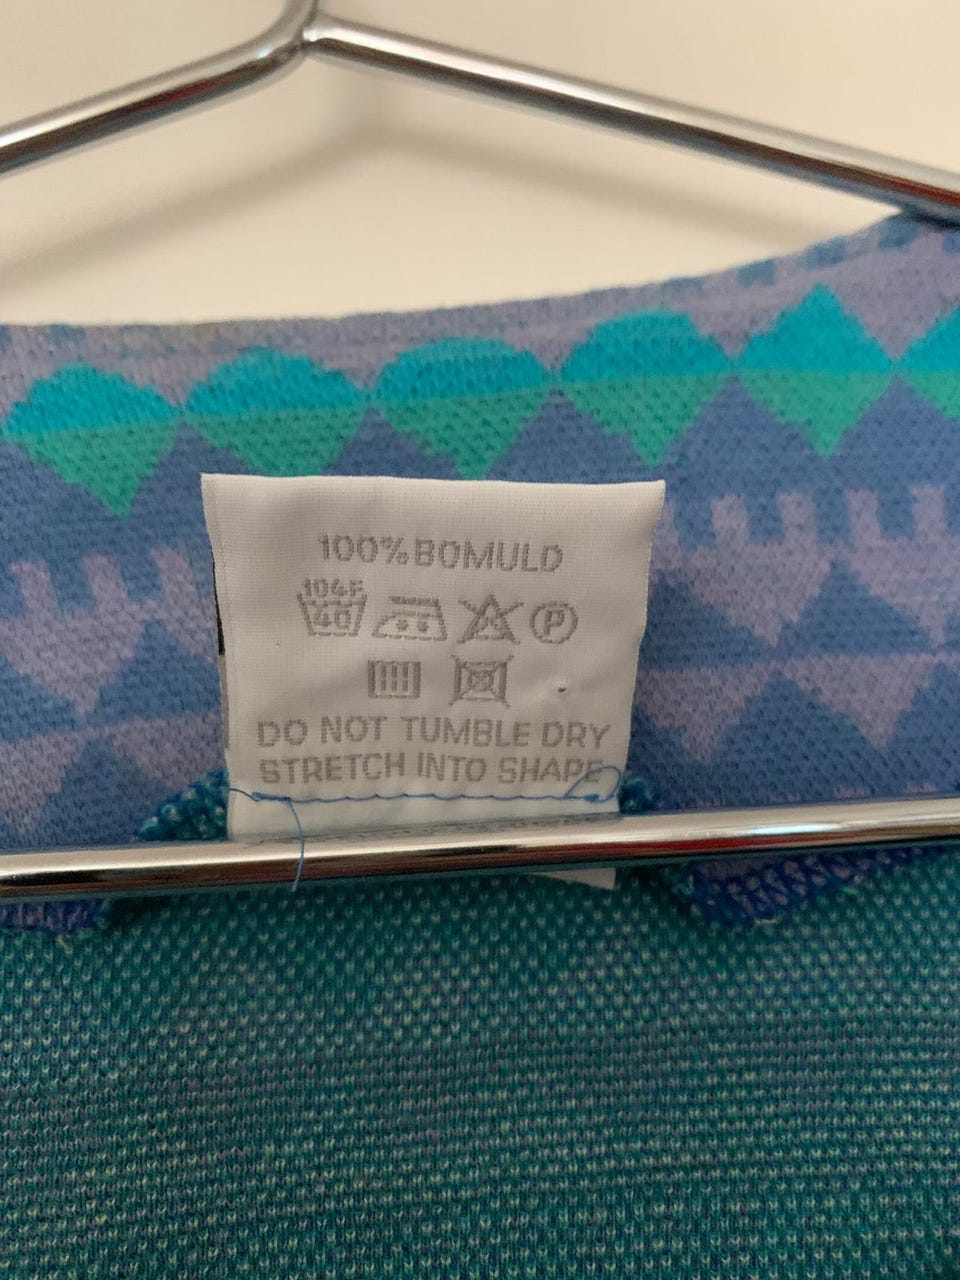 100% BOMULD
104F
40 P
DO NOT TUMBLE DRY
STRETCH INTO SHAPE